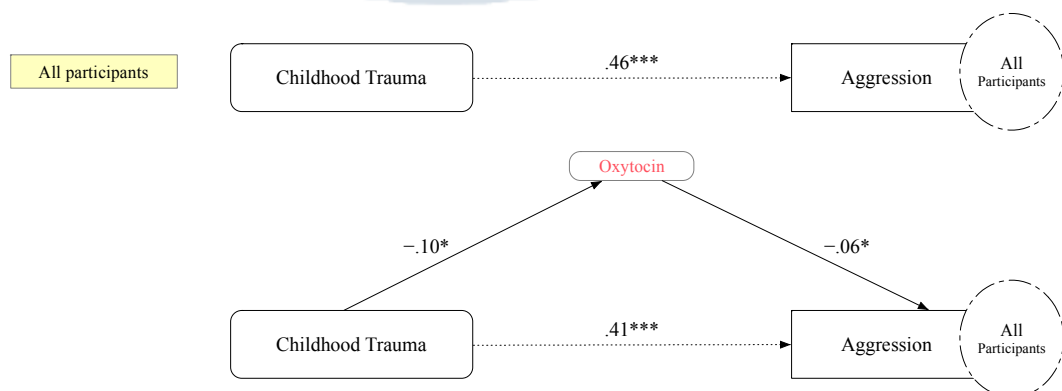 All participants
Childhood Trauma
.46***
Aggression
All
Participants
Oxytocin
−.10*
−.06*
Childhood Trauma
.41***
Aggression
All
Participants